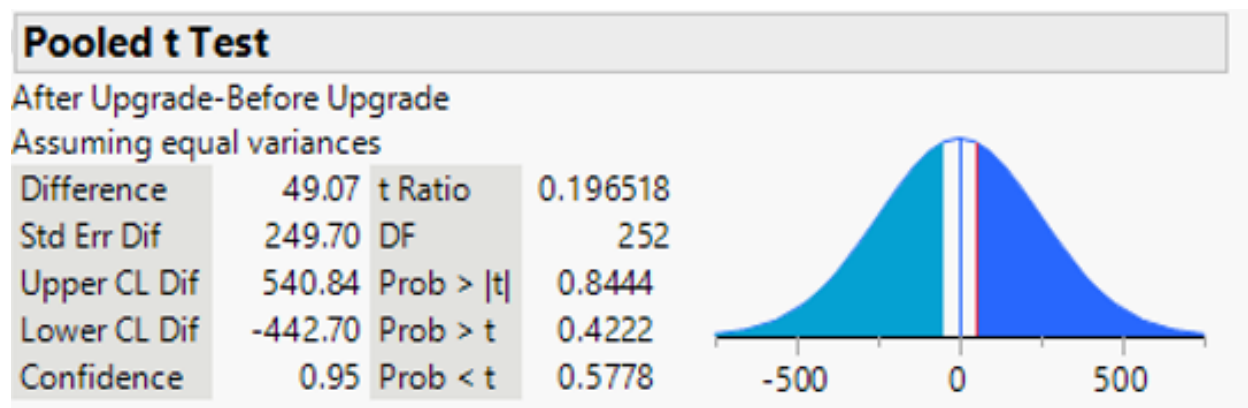 Pooled t Test
After Upgrade-Before Upgrade
Assuming equal variances
Difference 49.07 t Ratio 0.196518
Std Err Dif 249.70 DF 252
Upper CL Dif 540.84 Prob > |t| 0.8444
Lower CL Dif -442.70 Prob > t 0.4222
Confidence 0.95 Prob < t 0.5778
-500 0 500